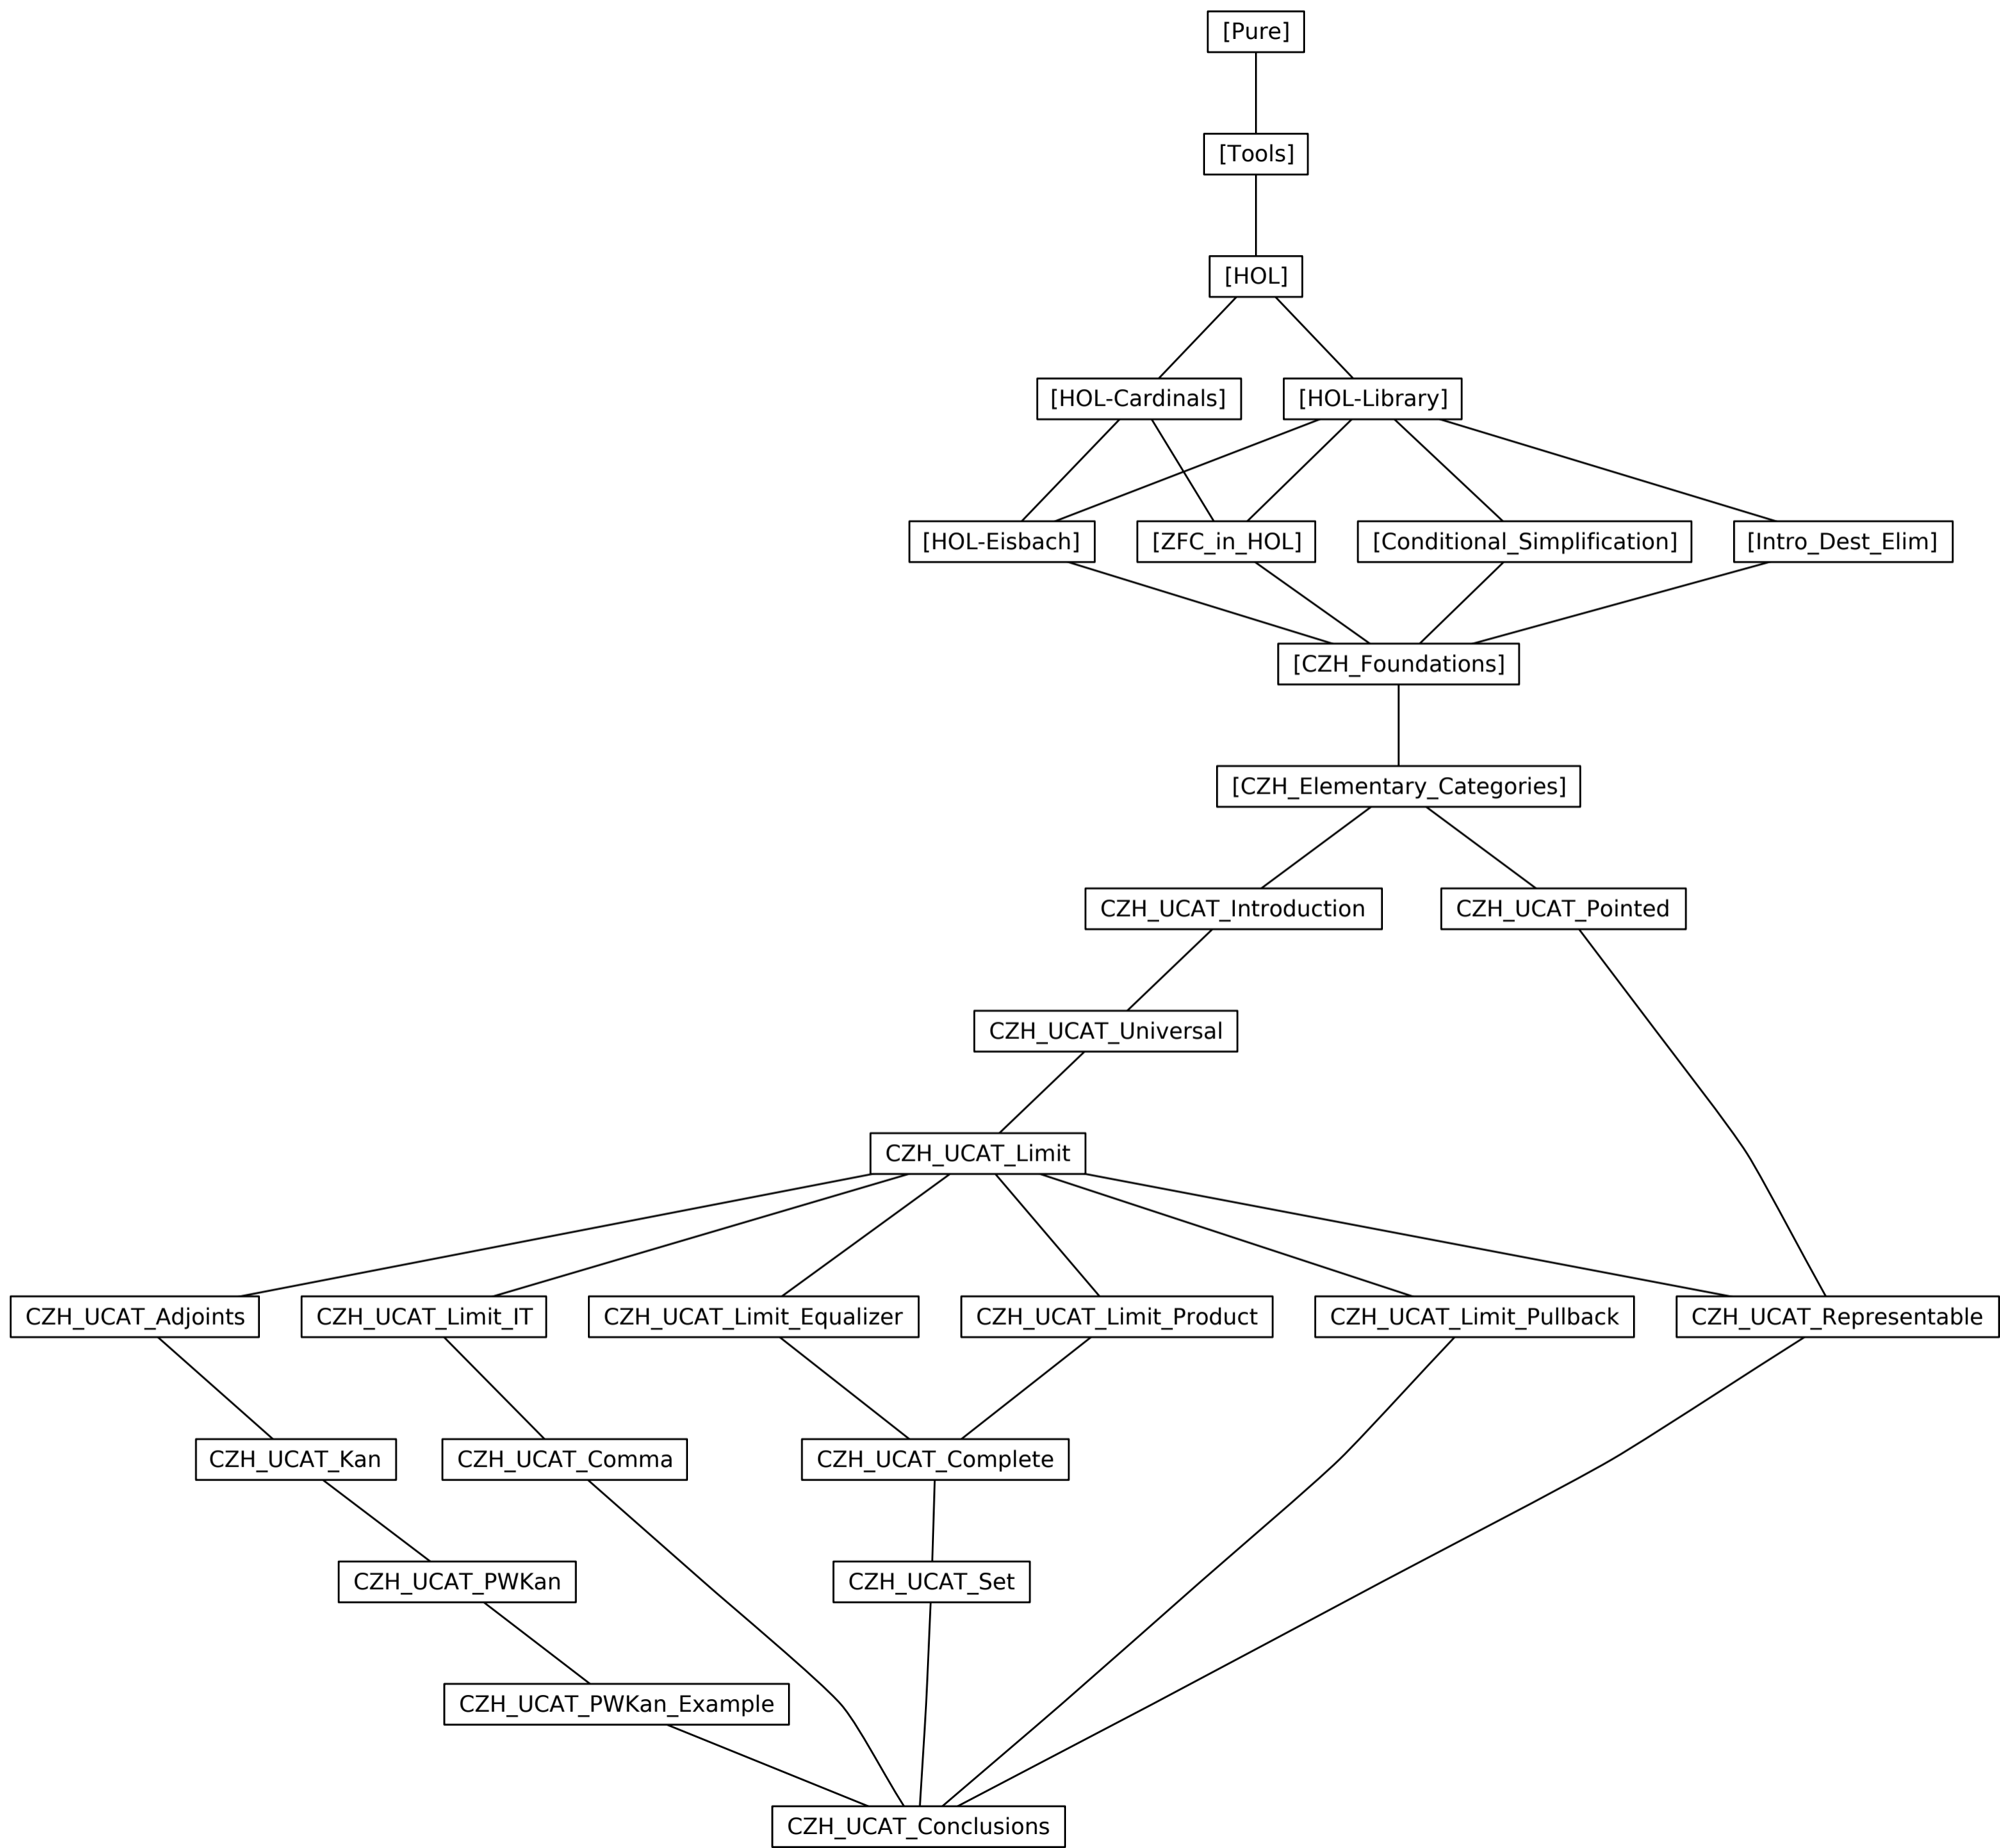 [Pure]
[Tools]
[HOL]
[HOL-Cardinals]
[HOL-Library]
[HOL-Eisbach]
[ZFC_in_HOL]
[Conditional_Simplification]
[Intro_Dest_Elim]
[CZH_Foundations]
[CZH_Elementary_Categories]
CZH_UCAT_Introduction
CZH_UCAT_Pointed
CZH_UCAT_Universal
CZH_UCAT_Limit
CZH_UCAT_Adjoints
CZH_UCAT_Limit_IT
CZH_UCAT_Limit_Equalizer
CZH_UCAT_Limit_Product
CZH_UCAT_Limit_Pullback
CZH_UCAT_Representable
CZH_UCAT_Kan
CZH_UCAT_Comma
CZH_UCAT_Complete
CZH_UCAT_PWKan
CZH_UCAT_Set
CZH_UCAT_PWKan_Example
CZH_UCAT_Conclusions